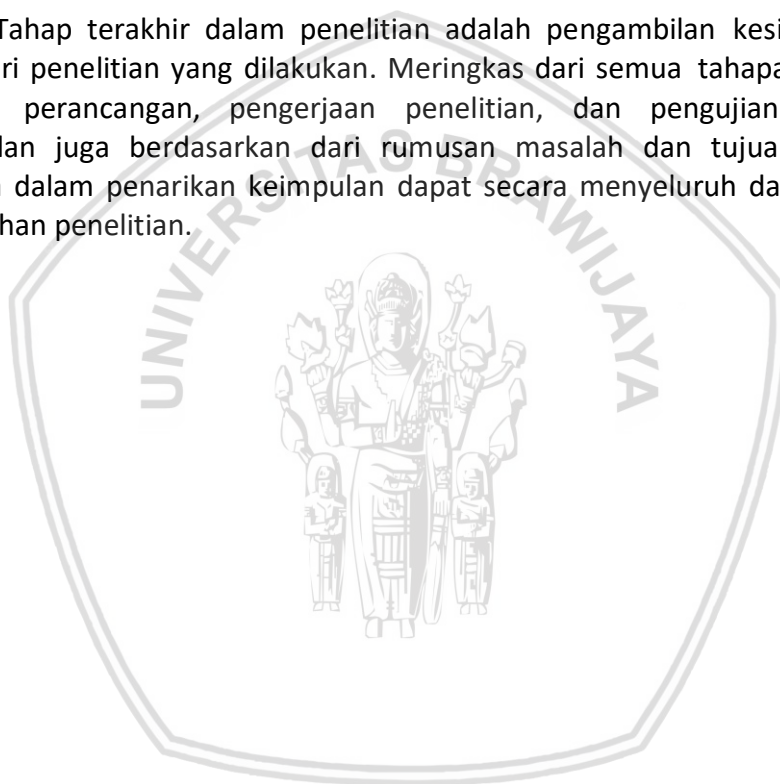 Tahap terakhir dalam penelitian adalah pengambilan kesi
ri penelitian yang dilakukan. Meringkas dari semua tahapa
perancangan, pengerjaan penelitian, dan pengujian
lan juga berdasarkan dari rumusan masalah dan tujua
dalam penarikan keimpulan dapat secara menyeluruh da
han penelitian.
UNIVERSITAS BRAWIJAYA